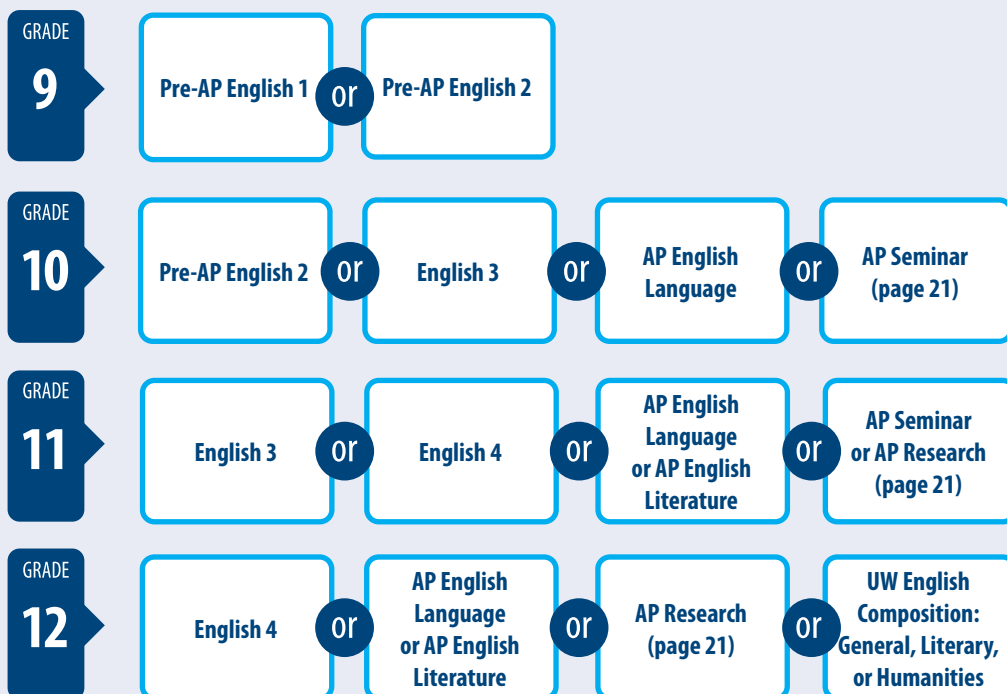 GRADE
9
Pre-AP English 1
or
Pre-AP English 2
GRADE
10
Pre-AP English 2
or
English 3
or
AP English
Language
or
AP Seminar
(page 21)
GRADE
11
English 3
or
English 4
or
AP English
Language
or AP English
Literature
or
AP Seminar
or AP Research
(page 21)
GRADE
12
English 4
or
AP English
Language
or AP English
Literature
or
AP Research
(page 21)
or
UW English
Composition:
General, Literary,
or Humanities